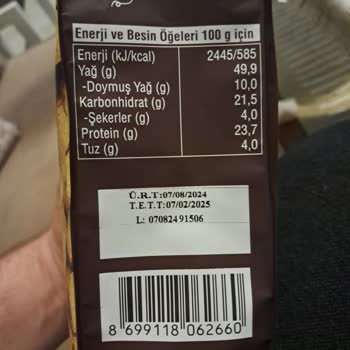 Enerji ve Besin Öğeleri 100 g için
Enerji (kJ/kcal) 2445/585
Yağ (g) 49,9
-Doymuş Yağ (g) 10,0
Karbonhidrat (g) 21,5
-Şekerler (g) 4,0
Protein (g) 23,7
Tuz (g) 4,0
Ü.R.T:07/08/2024
T.E.T.T:07/02/2025
L: 07082491506
8 699118 062660